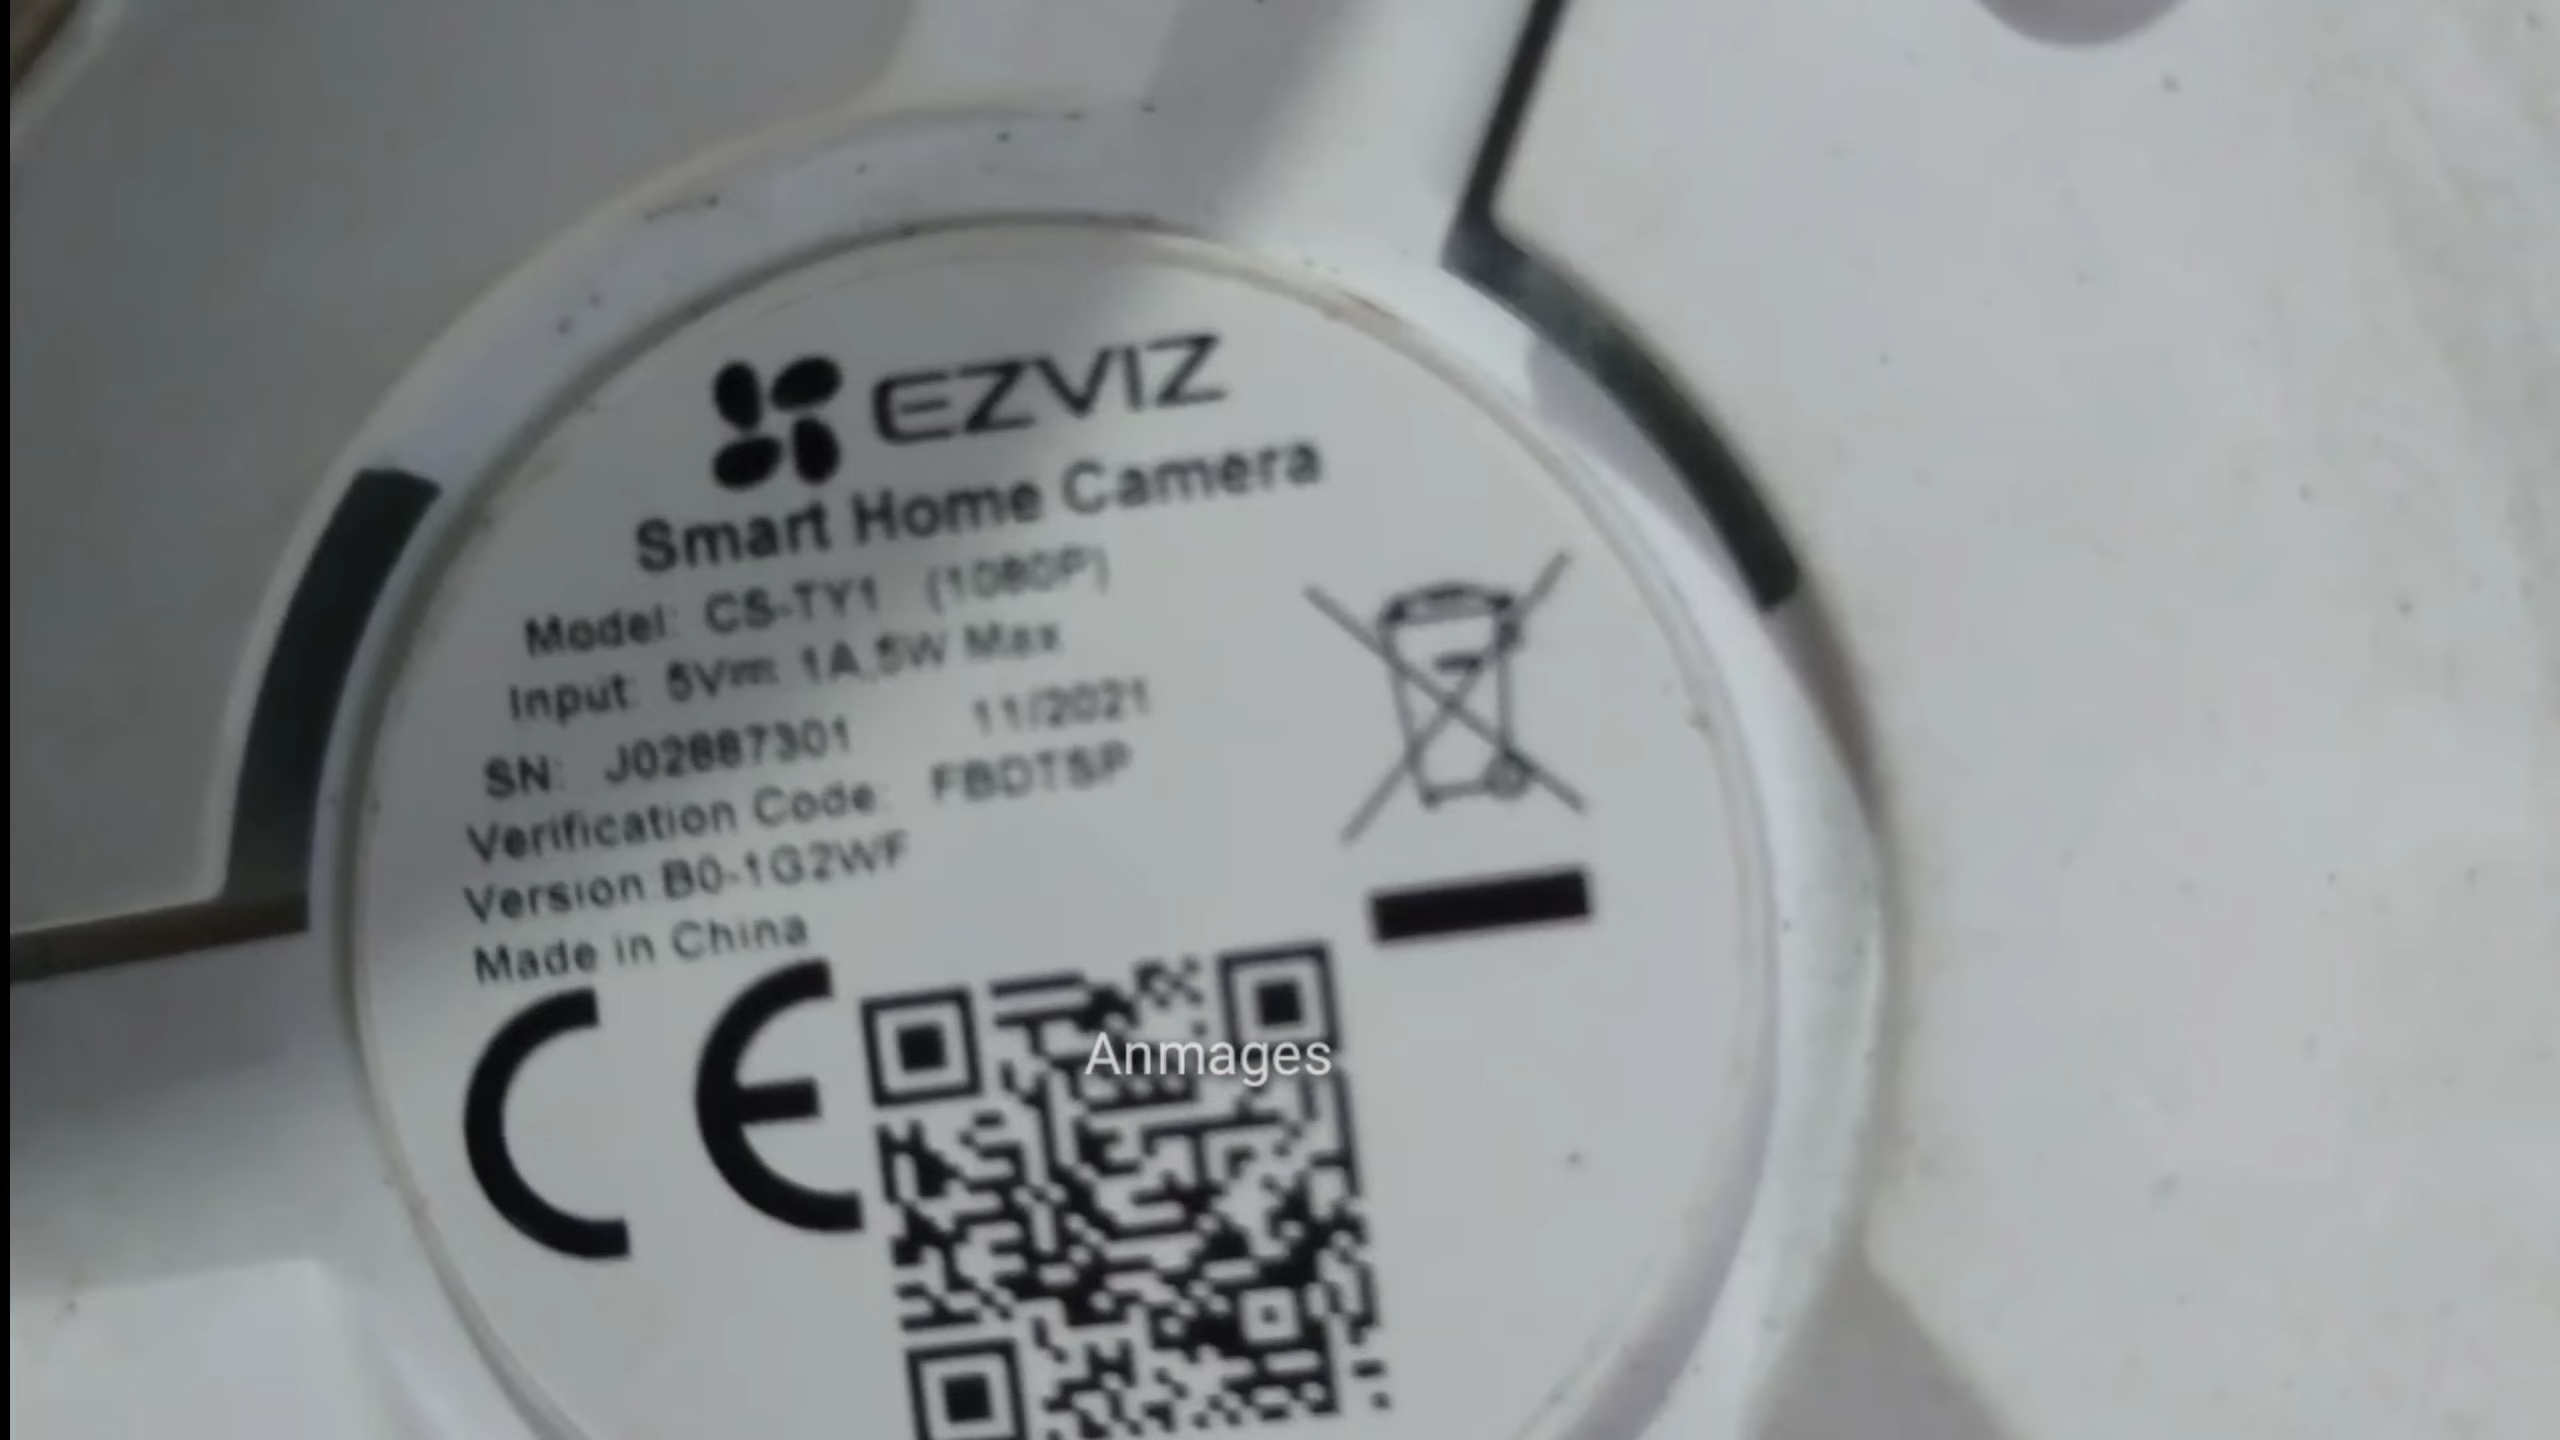 EZVIZ
Smart Home Camera
Model: CS-TY1 (1080P)
Input: 5V⎓ 1A,5W Max
SN: J02887301 11/2021
Verification Code: FBDTSP
Version:B0-1G2WF
Made in China
CE
Anmages